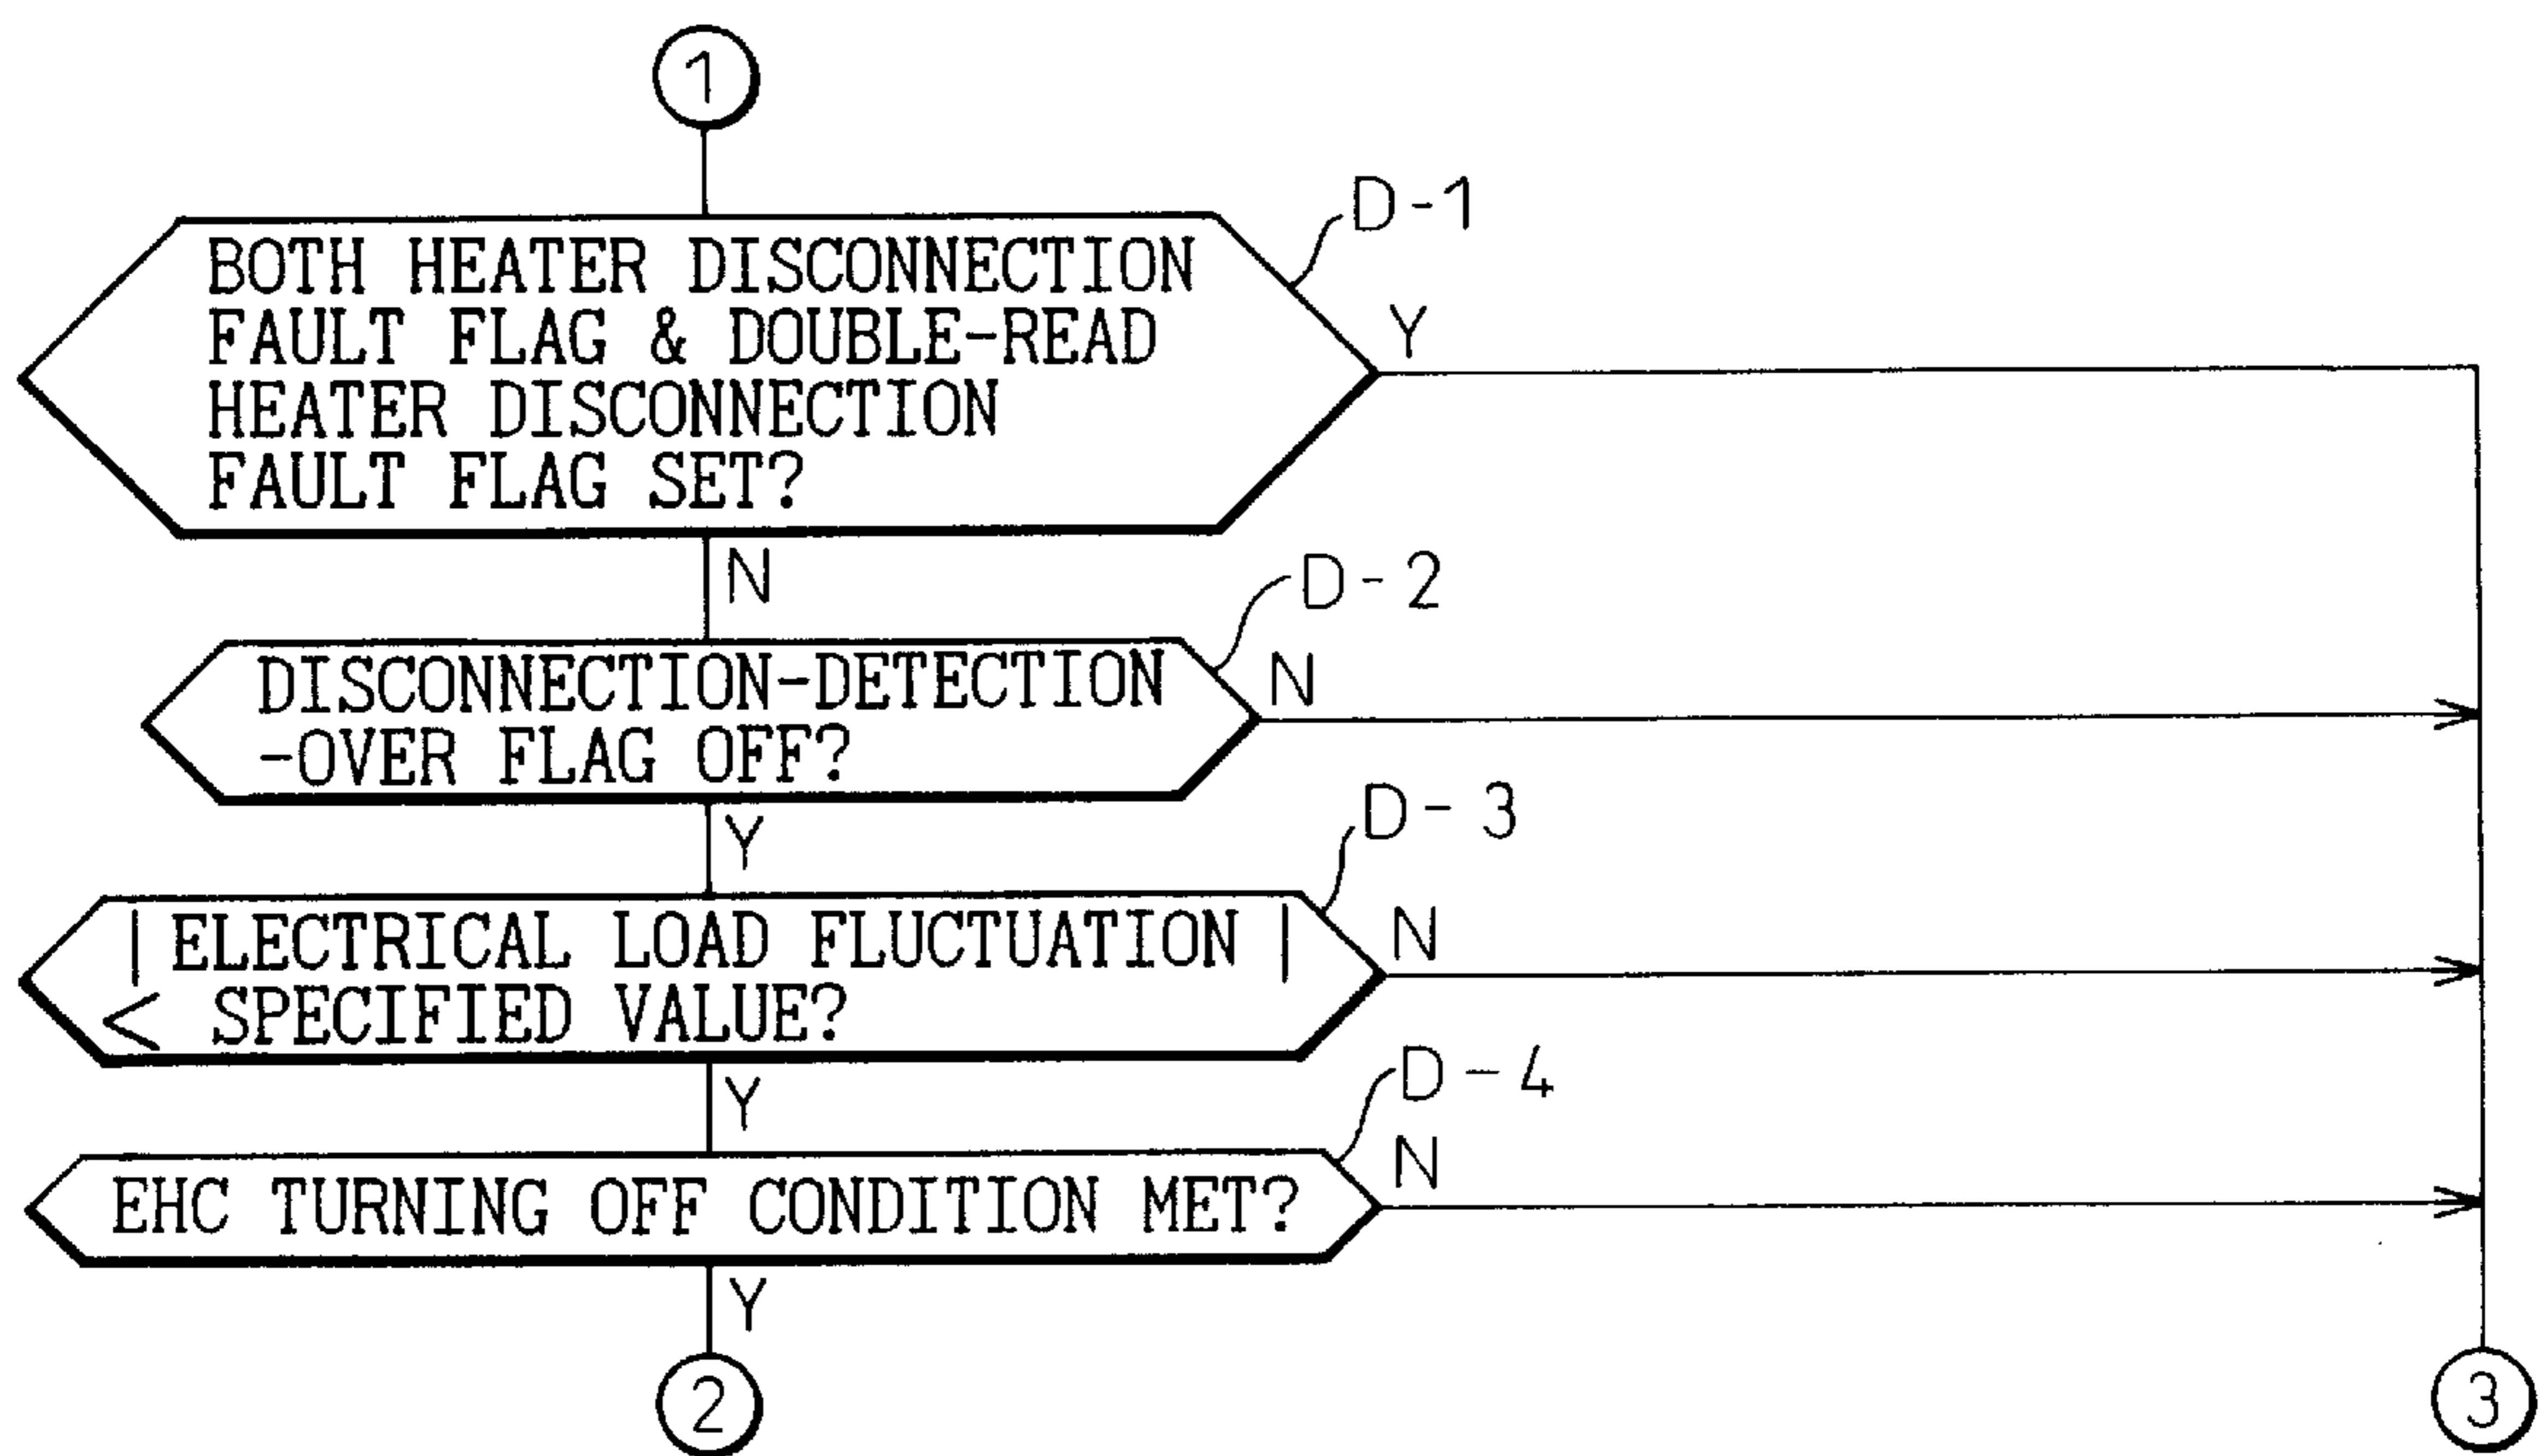 1
D-1
BOTH HEATER DISCONNECTION
FAULT FLAG & DOUBLE-READ
HEATER DISCONNECTION
FAULT FLAG SET?
Y
N
D-2
DISCONNECTION-DETECTION
-OVER FLAG OFF?
N
Y
D-3
| ELECTRICAL LOAD FLUCTUATION |
< SPECIFIED VALUE?
N
Y
D-4
EHC TURNING OFF CONDITION MET?
N
Y
2
3